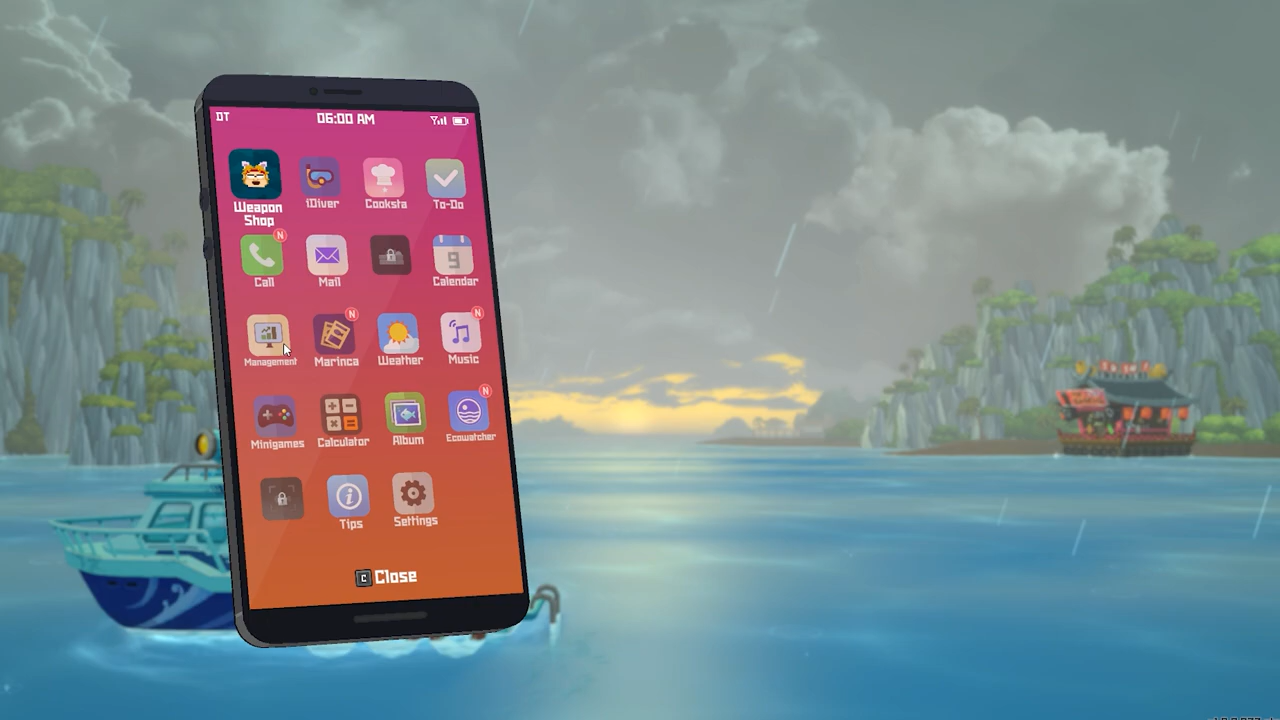 DT
06:00 AM
Weapon
Shop
iDiver
Cooksta
To-Do
N
Call
Mail
9
Calendar
Management
N
Marinca
Weather
N
Music
Minigames
Calculator
Album
N
Ecowatcher
Tips
Settings
C Close